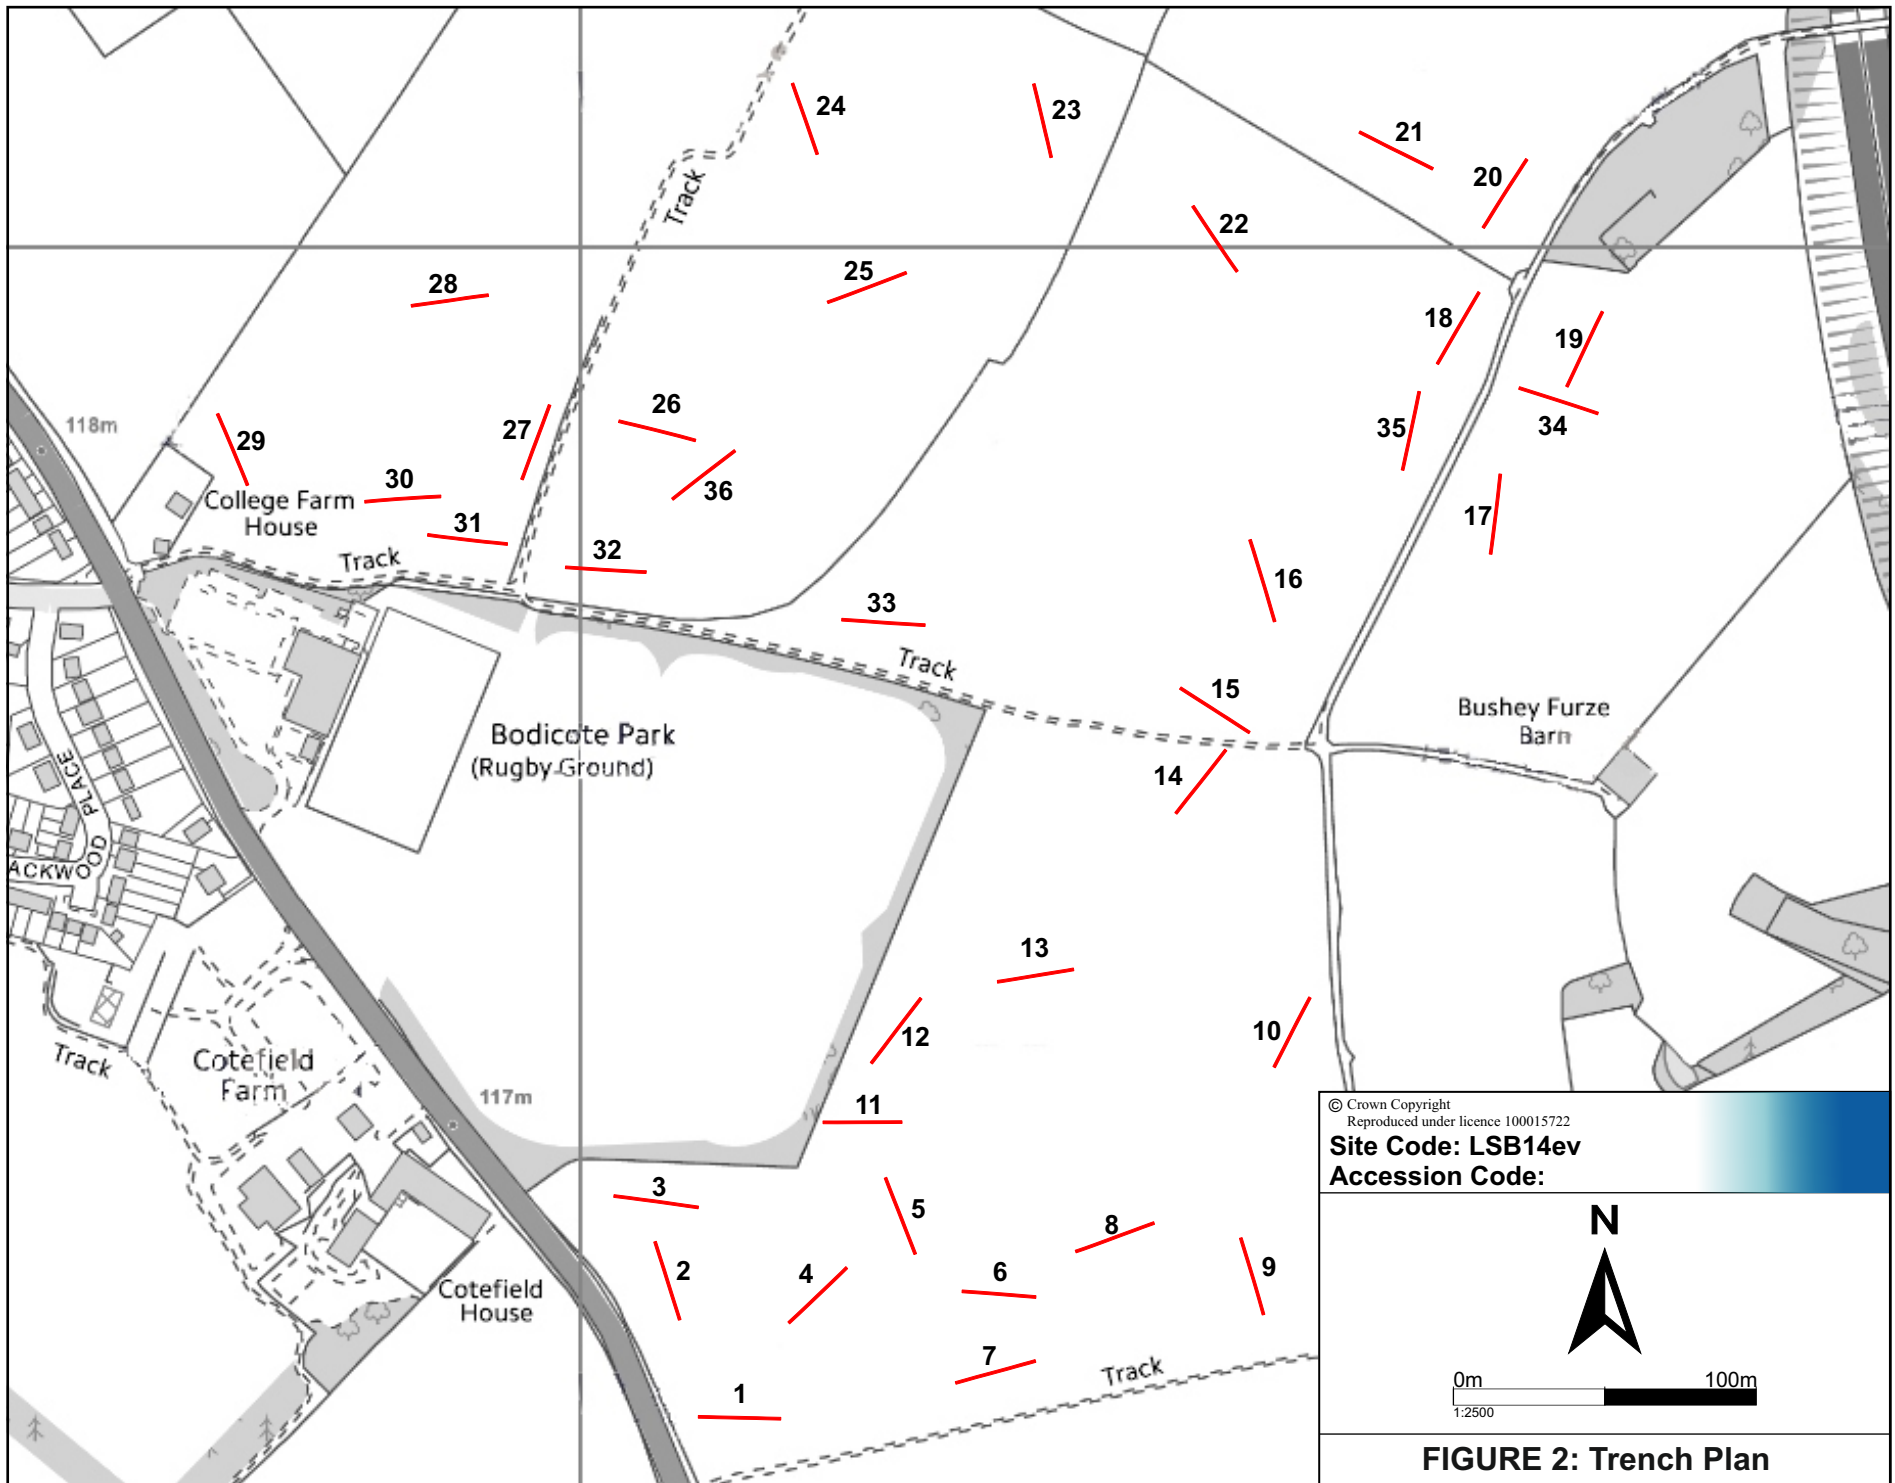 24
23
21
20
Track
22
25
28
18
19
118m
29
27
26
35
34
College Farm
House
30
36
31
17
Track
32
16
33
Track
15
Bushey Furze
Barn
Bodicote Park
(Rugby Ground)
14
PLACE
ACKWOOD
13
12
10
Track
Cotefield
Farm
117m
11
3
5
8
2
4
6
9
Cotefield
House
7
Track
1
© Crown Copyright
Reproduced under licence 100015722
Site Code: LSB14ev
Accession Code:
N
0m 100m
1:2500
FIGURE 2: Trench Plan